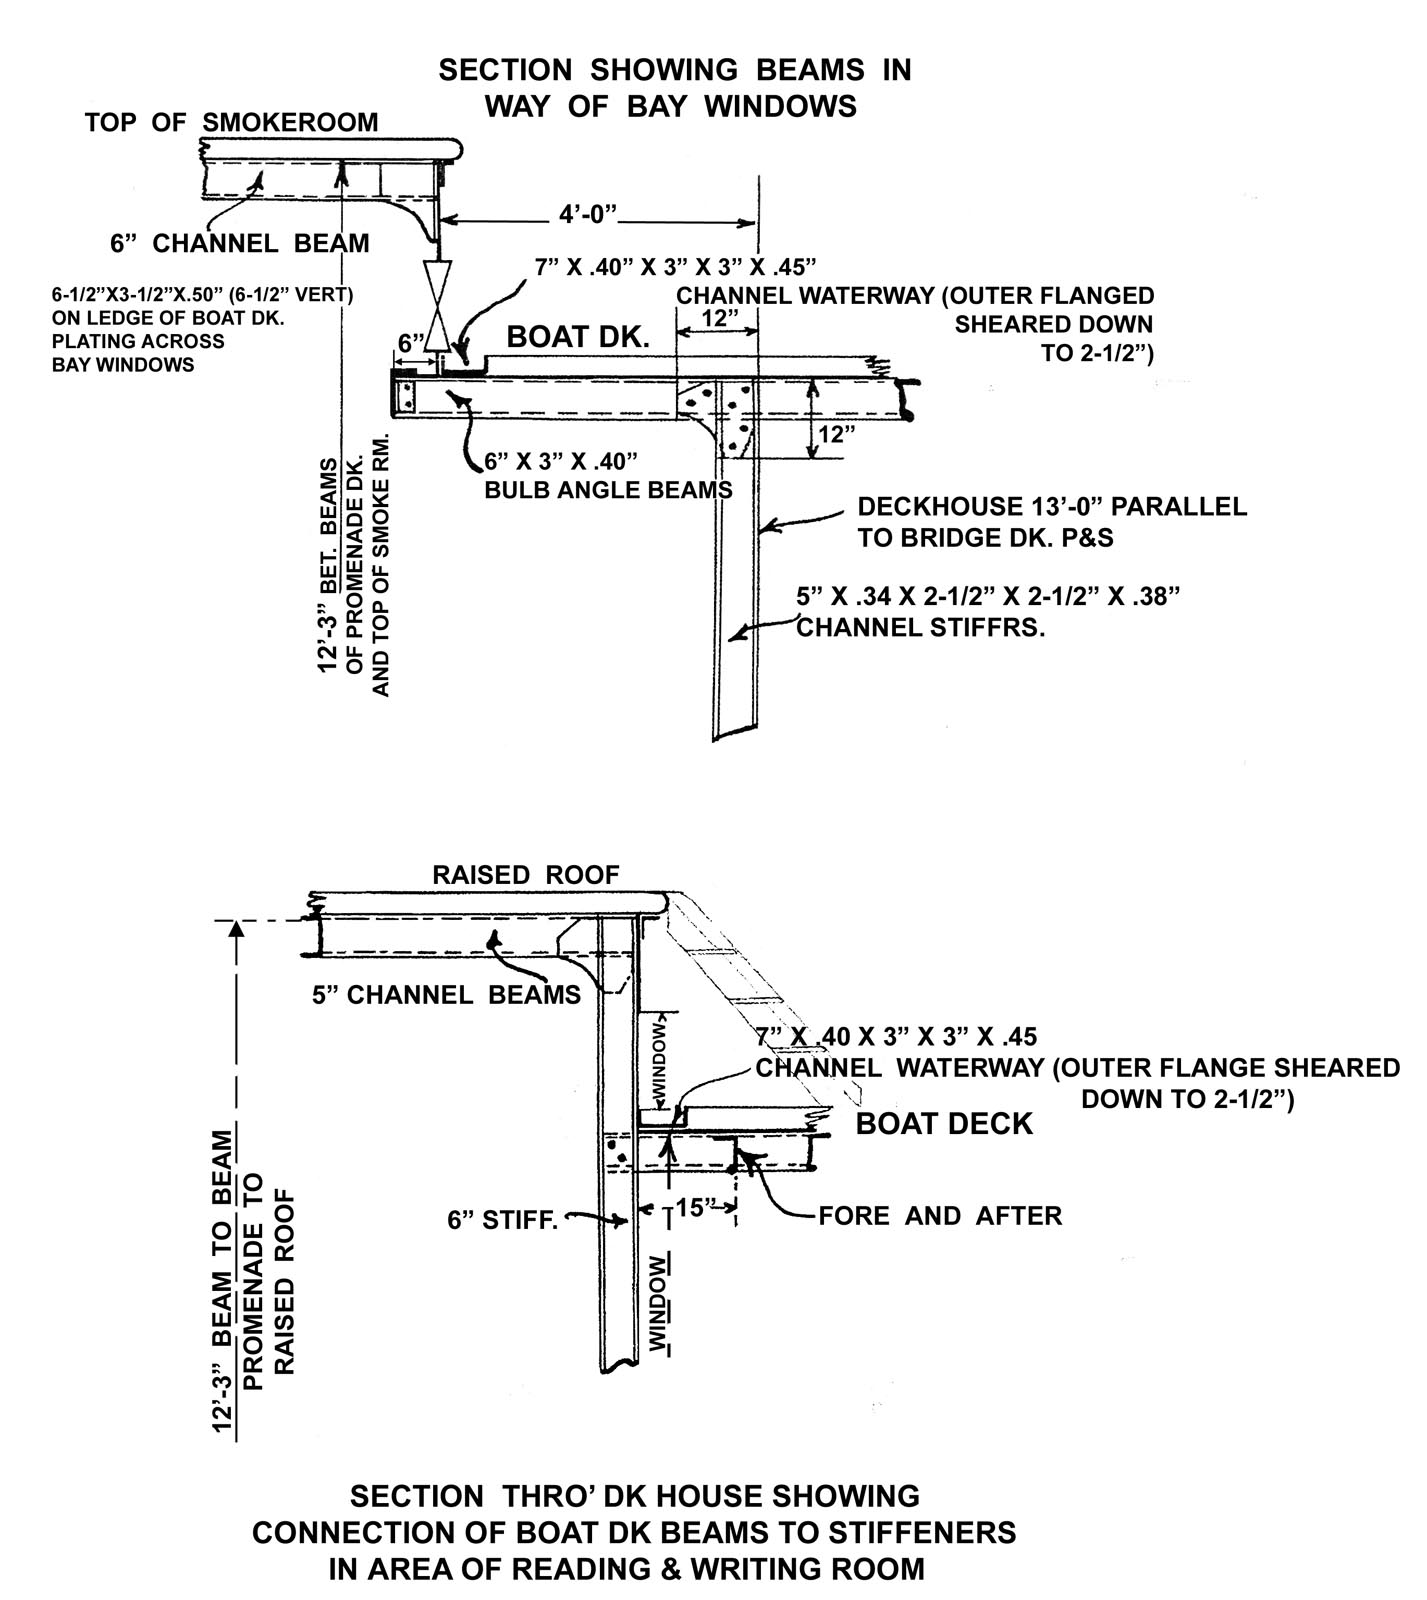 SECTION SHOWING BEAMS IN
WAY OF BAY WINDOWS
TOP OF SMOKEROOM
4’-0”
6” CHANNEL BEAM
7” X .40” X 3” X 3” X .45”
CHANNEL WATERWAY (OUTER FLANGED
SHEARED DOWN
TO 2-1/2”)
6-1/2”X3-1/2”X.50” (6-1/2” VERT)
ON LEDGE OF BOAT DK.
PLATING ACROSS
BAY WINDOWS
12”
BOAT DK.
6”
12”
6” X 3” X .40”
BULB ANGLE BEAMS
12’-3” BET. BEAMS
OF PROMENADE DK.
AND TOP OF SMOKE RM.
DECKHOUSE 13’-0” PARALLEL
TO BRIDGE DK. P&S
5” X .34 X 2-1/2” X 2-1/2” X .38”
CHANNEL STIFFRS.
RAISED ROOF
5” CHANNEL BEAMS
WINDOW
7” X .40 X 3” X 3” X .45
CHANNEL WATERWAY (OUTER FLANGE SHEARED
DOWN TO 2-1/2”)
BOAT DECK
15”
6” STIFF.
FORE AND AFTER
WINDOW
12’-3” BEAM TO BEAM
PROMENADE TO
RAISED ROOF
SECTION THRO’ DK HOUSE SHOWING
CONNECTION OF BOAT DK BEAMS TO STIFFENERS
IN AREA OF READING & WRITING ROOM